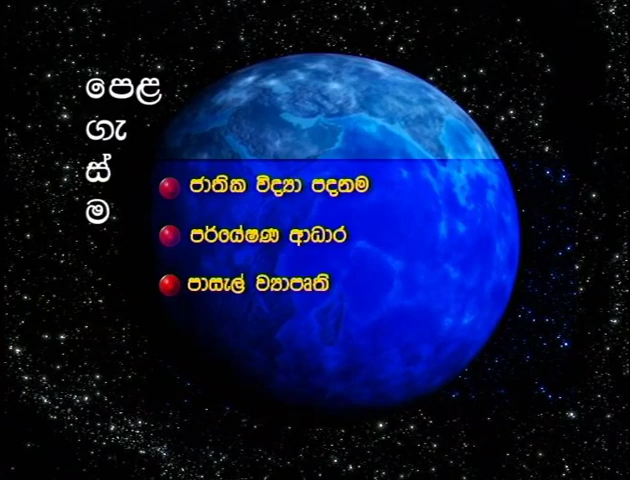 පෙළ
ගැ
ස්
ම
ජාතික විද්‍යා පදනම
පර්යේෂණ ආධාර
පාසැල් ව්‍යාපෘති